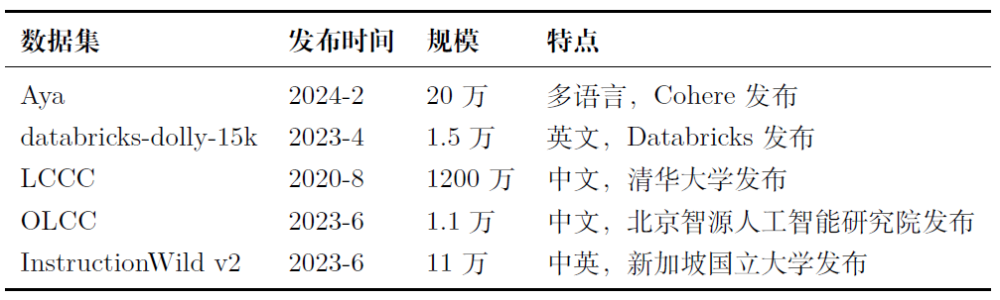 数据集 发布时间 规模 特点
Aya 2024-2 20 万 多语言，Cohere 发布
databricks-dolly-15k 2023-4 1.5 万 英文，Databricks 发布
LCCC 2020-8 1200 万 中文，清华大学发布
OLCC 2023-6 1.1 万 中文，北京智源人工智能研究院发布
InstructionWild v2 2023-6 11 万 中英，新加坡国立大学发布